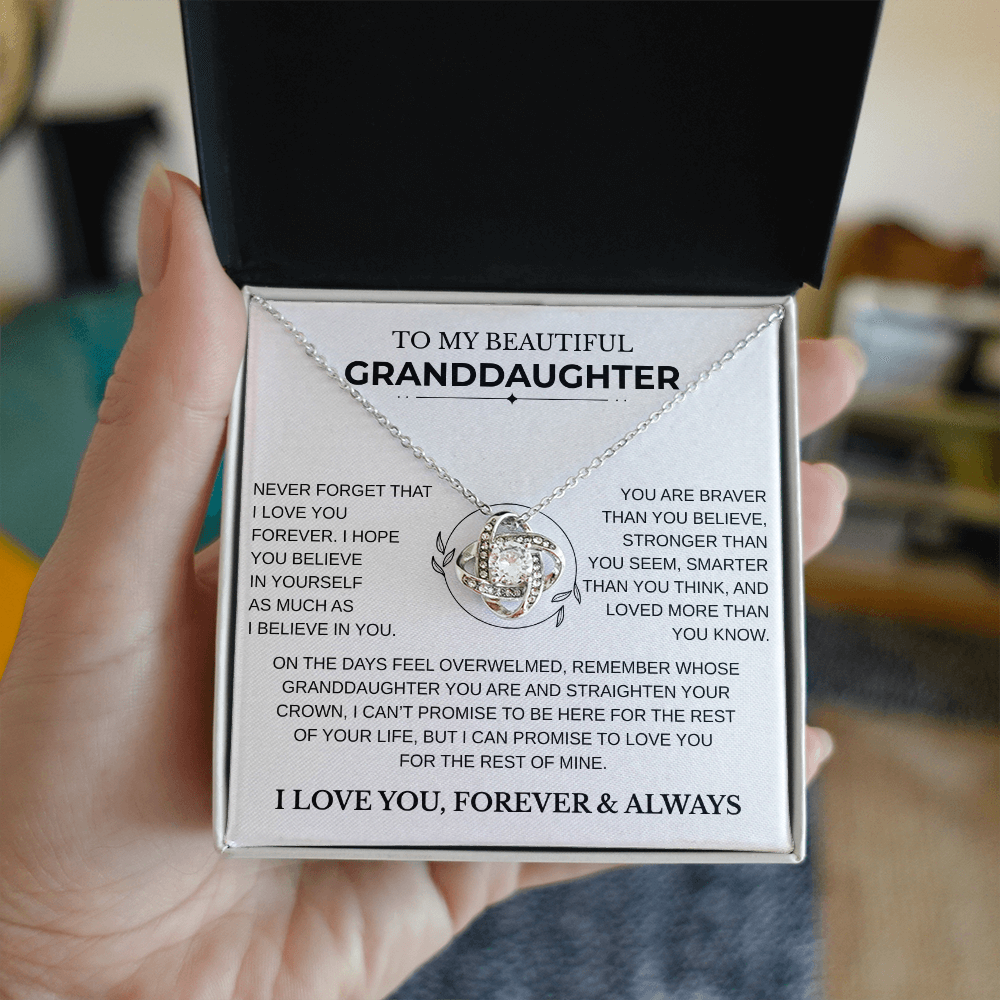 TO MY BEAUTIFUL
GRANDDAUGHTER
NEVER FORGET THAT
I LOVE YOU
FOREVER. I HOPE
YOU BELIEVE
IN YOURSELF
AS MUCH AS
I BELIEVE IN YOU.
YOU ARE BRAVER
THAN YOU BELIEVE,
STRONGER THAN
YOU SEEM, SMARTER
THAN YOU THINK, AND
LOVED MORE THAN
YOU KNOW.
ON THE DAYS FEEL OVERWELMED, REMEMBER WHOSE
GRANDDAUGHTER YOU ARE AND STRAIGHTEN YOUR
CROWN, I CAN'T PROMISE TO BE HERE FOR THE REST
OF YOUR LIFE, BUT I CAN PROMISE TO LOVE YOU
FOR THE REST OF MINE.
I LOVE YOU, FOREVER & ALWAYS